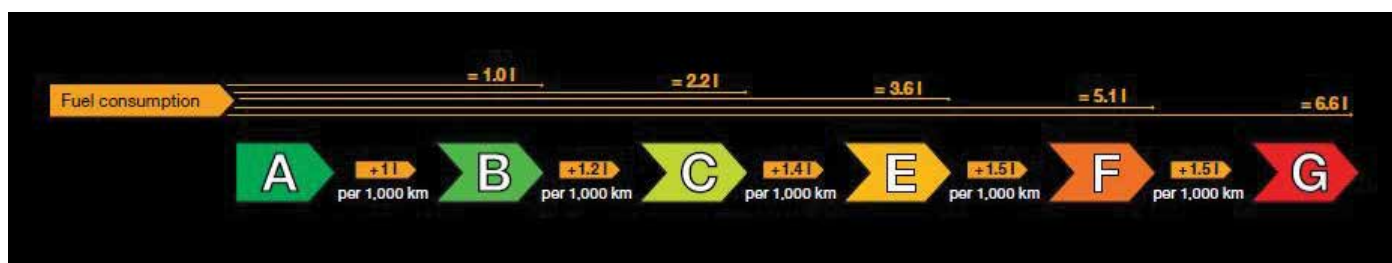 = 1.0 l
= 2.2 l
= 3.6 l
= 5.1 l
= 6.6 l
Fuel consumption
A +1 l B +1.2 l C +1.4 l E +1.5 l F +1.5 l G
per 1,000 km per 1,000 km per 1,000 km per 1,000 km per 1,000 km